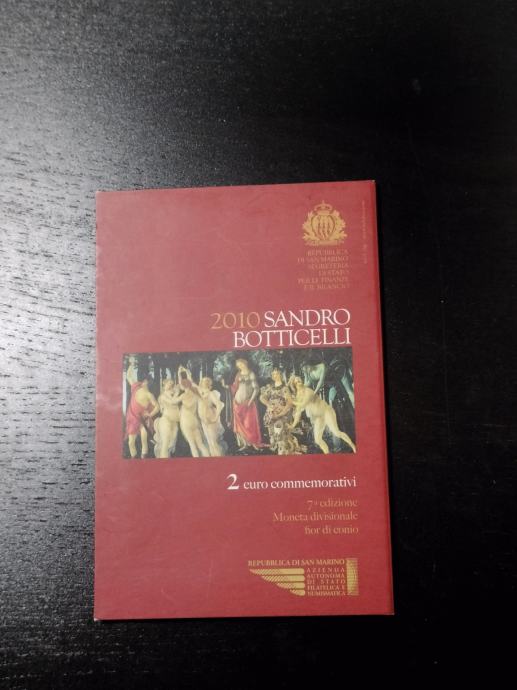 REPUBBLICA
DI SAN MARINO
SEGRETERIA
DI STATO
PER LE FINANZE
E IL BILANCIO
2010 SANDRO
BOTTICELLI
2 euro commemorativi
7ª edizione
Moneta divisionale
fior di conio
REPUBBLICA DI SAN MARINO
AZIENDA
AUTONOMA
DI STATO
FILATELICA E
NUMISMATICA